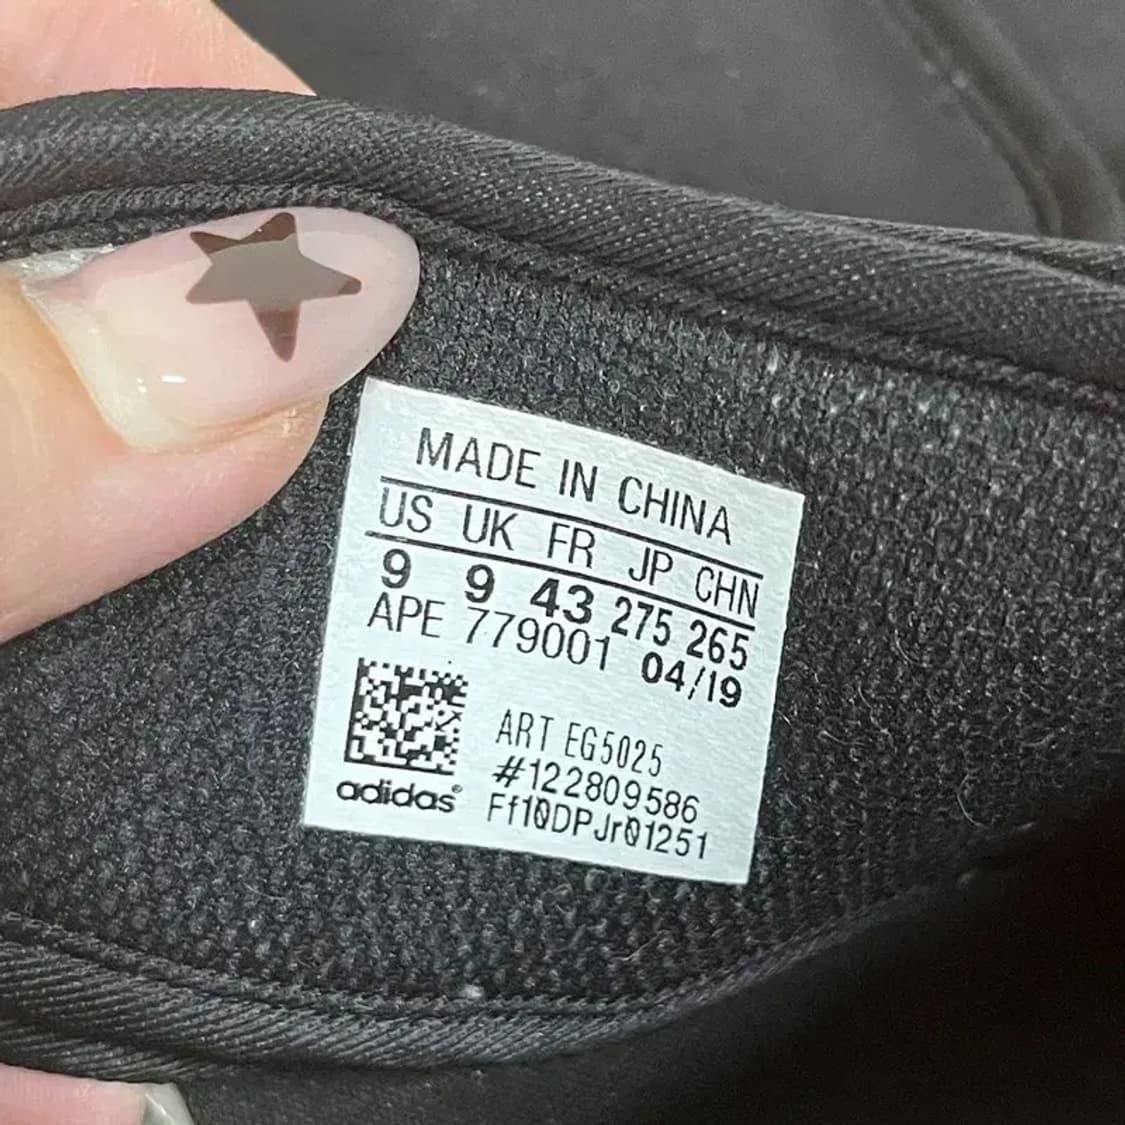 MADE IN CHINA
US UK FR JP CHN
9 9 43 275 265
APE 779001 04/19
ART EG5025
#122809586
Ff10DPJr01251
adidas®